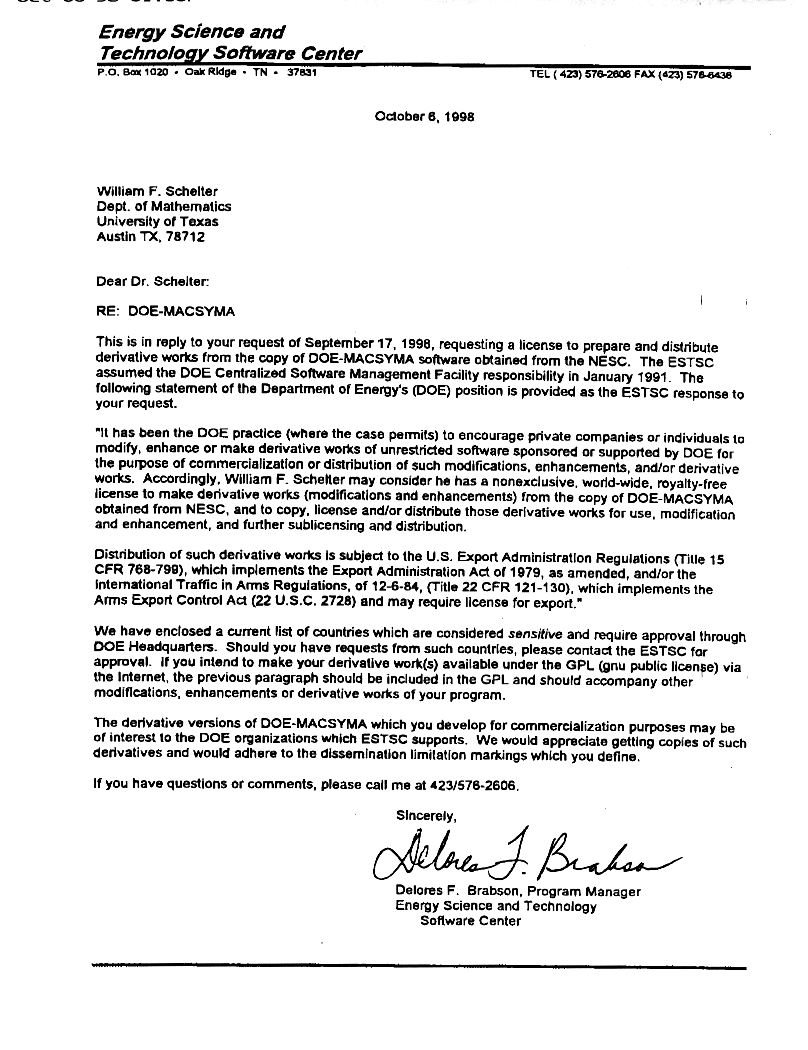 Energy Science and
Technology Software Center
P.O. Box 1020 • Oak Ridge • TN • 37831 TEL ( 423) 576-2606 FAX (423) 576-6436
October 6, 1998
William F. Schelter
Dept. of Mathematics
University of Texas
Austin TX, 78712
Dear Dr. Schelter:
RE: DOE-MACSYMA
This is in reply to your request of September 17, 1998, requesting a license to prepare and distribute
derivative works from the copy of DOE-MACSYMA software obtained from the NESC. The ESTSC
assumed the DOE Centralized Software Management Facility responsibility in January 1991. The
following statement of the Department of Energy's (DOE) position is provided as the ESTSC response to
your request.
"It has been the DOE practice (where the case permits) to encourage private companies or individuals to
modify, enhance or make derivative works of unrestricted software sponsored or supported by DOE for
the purpose of commercialization or distribution of such modifications, enhancements, and/or derivative
works. Accordingly, William F. Schelter may consider he has a nonexclusive, world-wide, royalty-free
license to make derivative works (modifications and enhancements) from the copy of DOE-MACSYMA
obtained from NESC, and to copy, license and/or distribute those derivative works for use, modification
and enhancement, and further sublicensing and distribution.
Distribution of such derivative works is subject to the U.S. Export Administration Regulations (Title 15
CFR 768-799), which implements the Export Administration Act of 1979, as amended, and/or the
International Traffic in Arms Regulations, of 12-6-84, (Title 22 CFR 121-130), which implements the
Arms Export Control Act (22 U.S.C. 2728) and may require license for export."
We have enclosed a current list of countries which are considered sensitive and require approval through
DOE Headquarters. Should you have requests from such countries, please contact the ESTSC for
approval. If you intend to make your derivative work(s) available under the GPL (gnu public license) via
the Internet, the previous paragraph should be included in the GPL and should accompany other
modifications, enhancements or derivative works of your program.
The derivative versions of DOE-MACSYMA which you develop for commercialization purposes may be
of interest to the DOE organizations which ESTSC supports. We would appreciate getting copies of such
derivatives and would adhere to the dissemination limitation markings which you define.
If you have questions or comments, please call me at 423/576-2606.
Sincerely,
Delores F. Brabson
Delores F. Brabson, Program Manager
Energy Science and Technology
Software Center